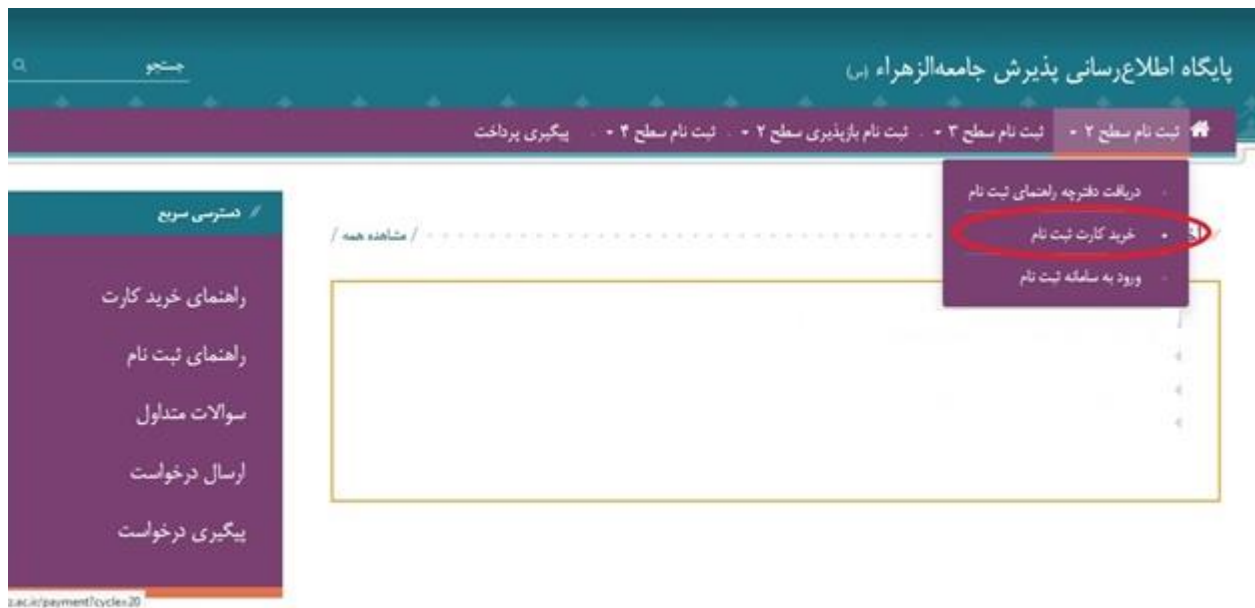 پایگاه اطلاع‌رسانی پذیرش جامعه‌الزهراء (س)
جستجو
ثبت نام سطح ۲
ثبت نام سطح ۳
ثبت نام بازپذیری سطح ۲
ثبت نام سطح ۴
پیگیری پرداخت
دریافت دفترچه راهنمای ثبت نام
خرید کارت ثبت نام
ورود به سامانه ثبت نام
/ مشاهده همه /
// دسترسی سریع
راهنمای خرید کارت
راهنمای ثبت نام
سوالات متداول
ارسال درخواست
پیگیری درخواست
z.ac.ir/payment?cycle=20